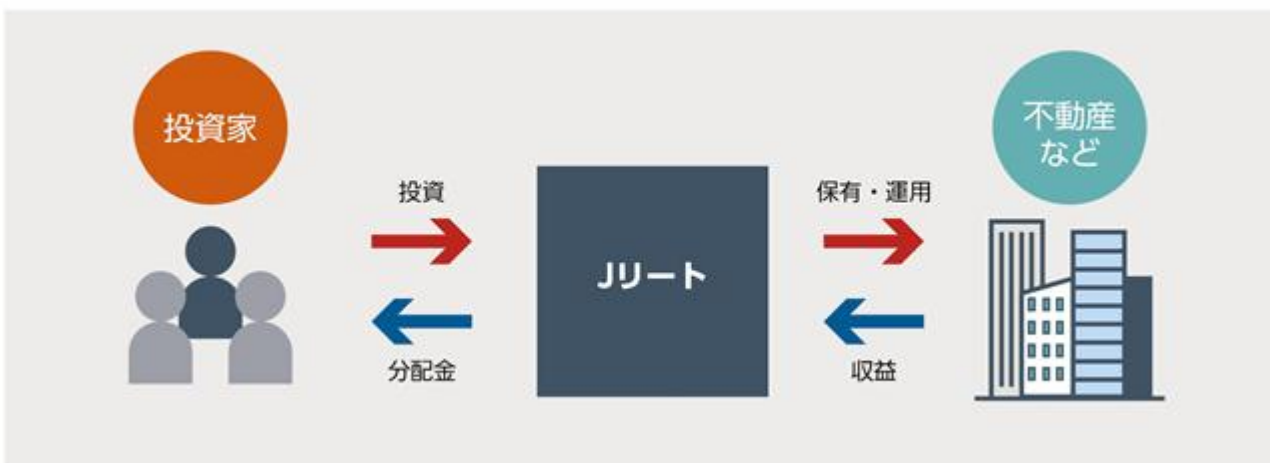 投資家
投資
分配金
Jリート
保有・運用
収益
不動産
など